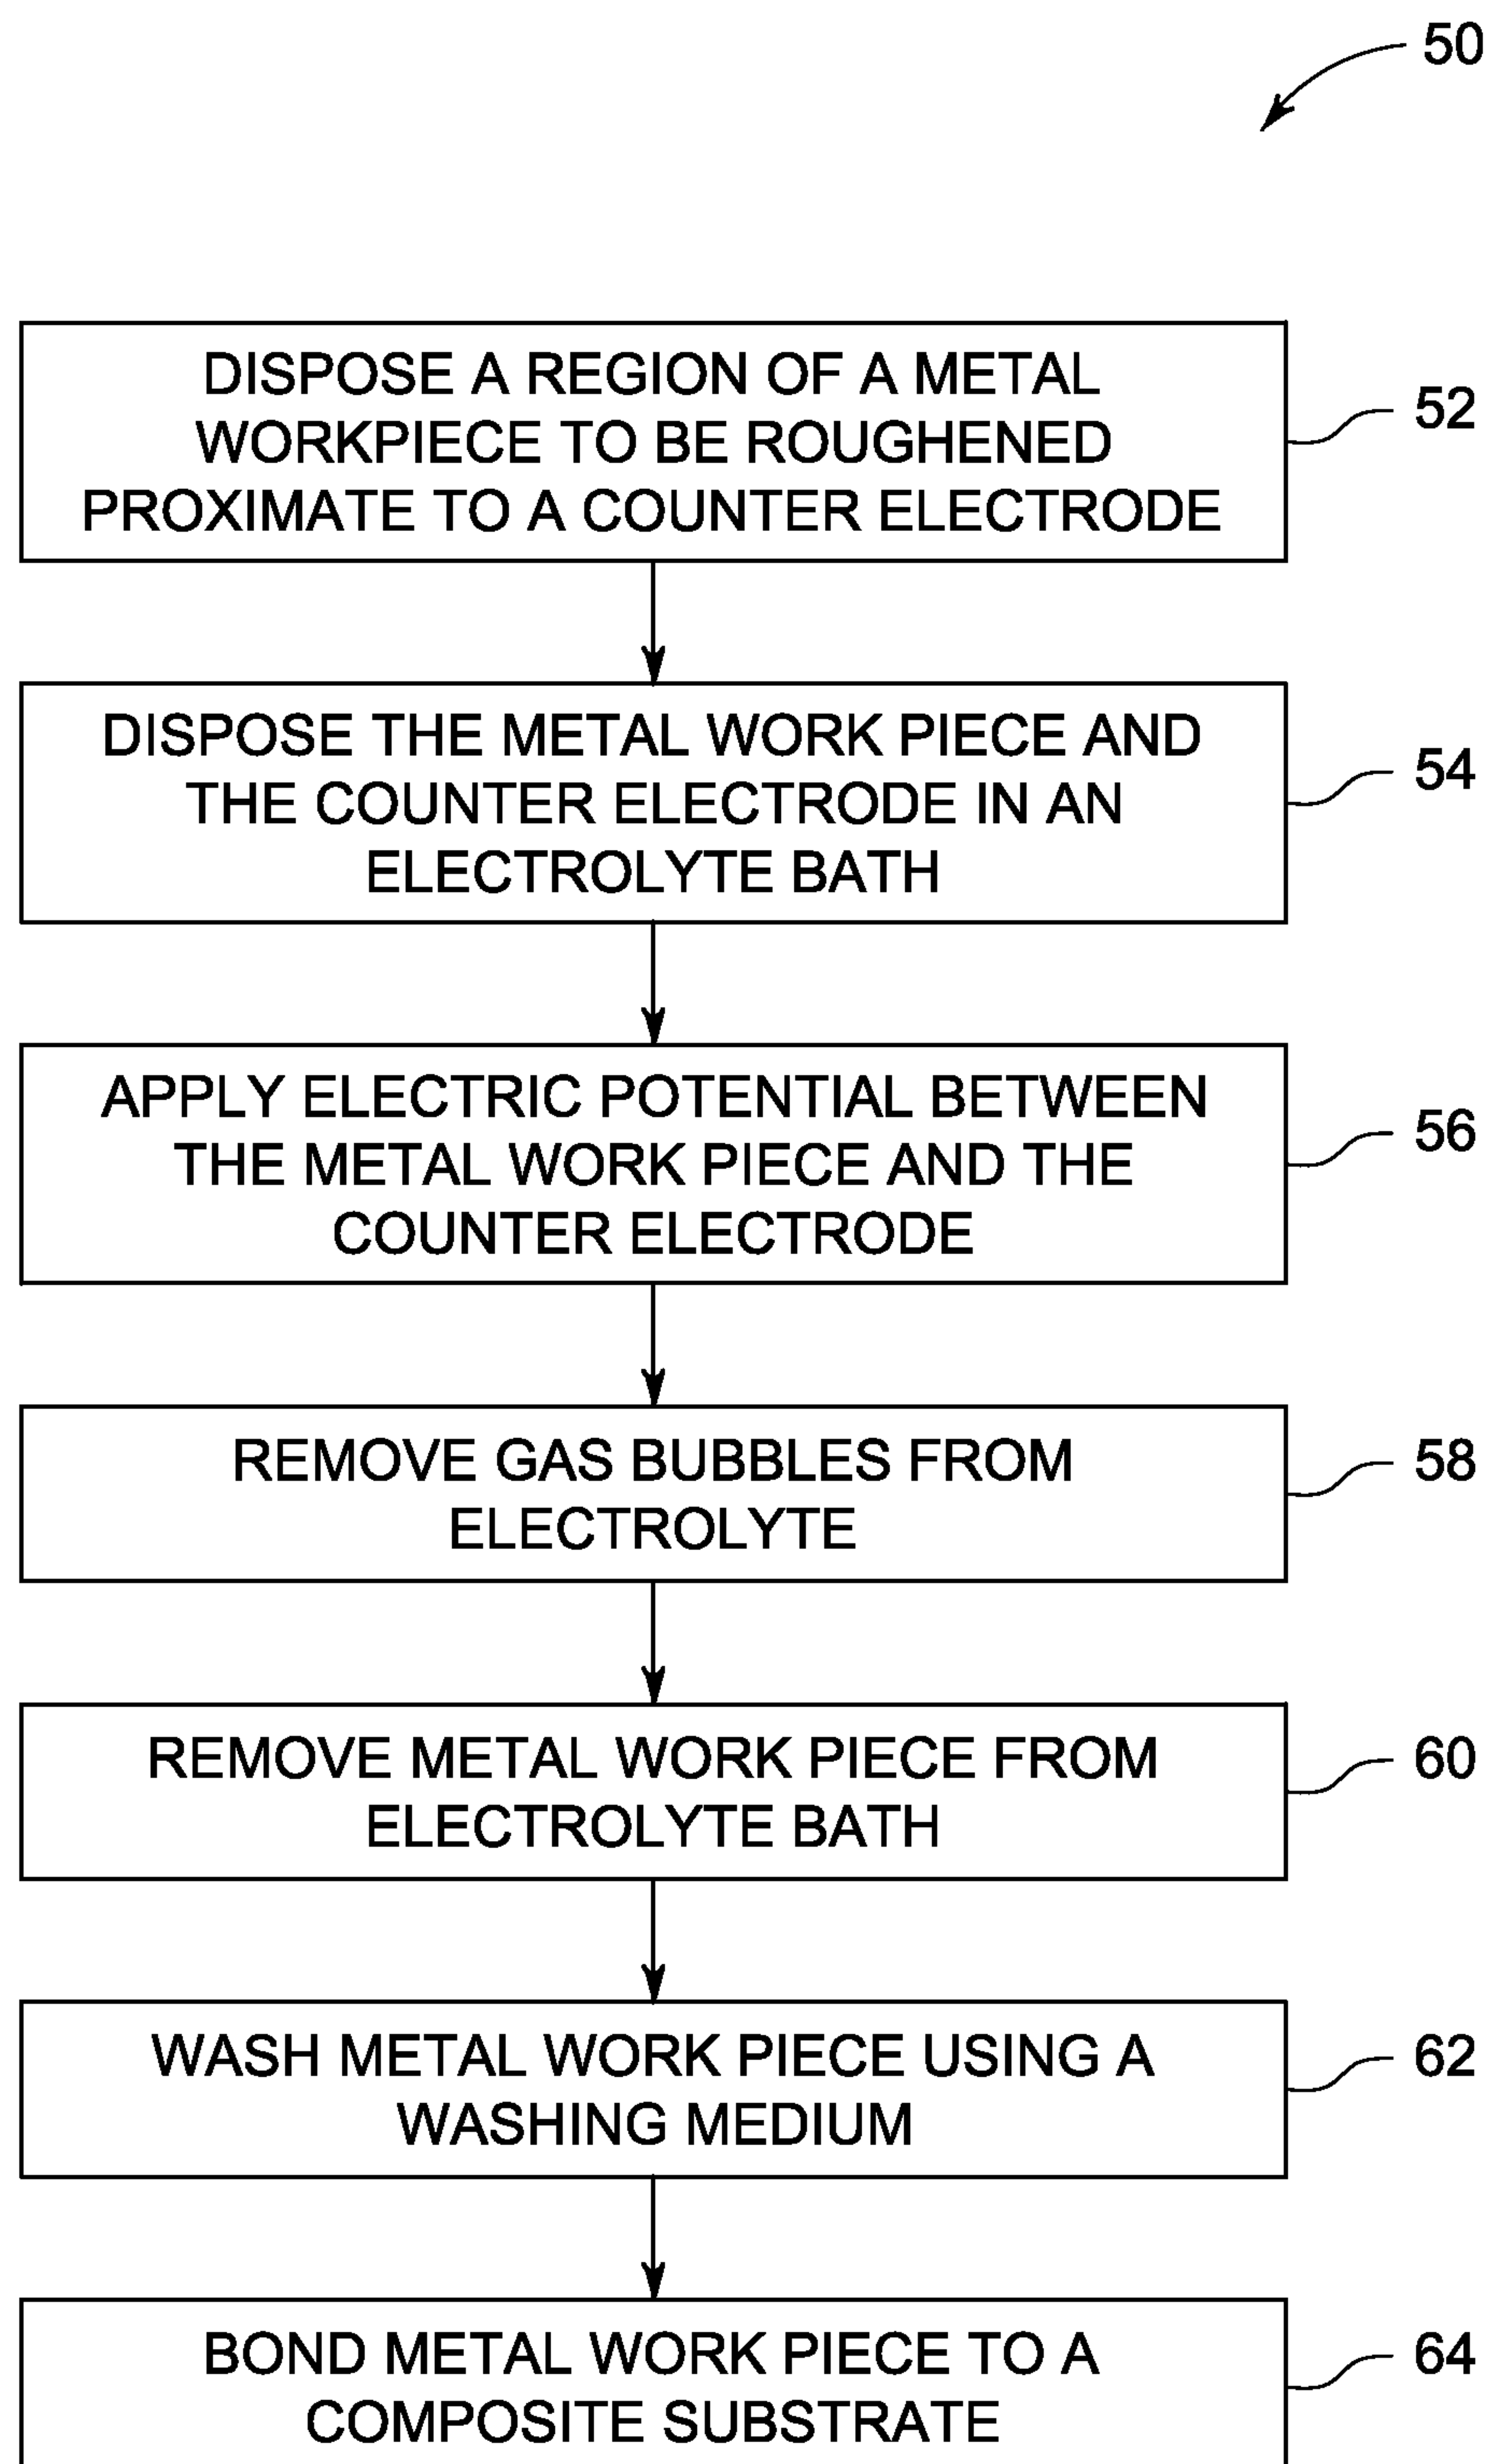 50
DISPOSE A REGION OF A METAL
WORKPIECE TO BE ROUGHENED
PROXIMATE TO A COUNTER ELECTRODE
52
DISPOSE THE METAL WORK PIECE AND
THE COUNTER ELECTRODE IN AN
ELECTROLYTE BATH
54
APPLY ELECTRIC POTENTIAL BETWEEN
THE METAL WORK PIECE AND THE
COUNTER ELECTRODE
56
REMOVE GAS BUBBLES FROM
ELECTROLYTE
58
REMOVE METAL WORK PIECE FROM
ELECTROLYTE BATH
60
WASH METAL WORK PIECE USING A
WASHING MEDIUM
62
BOND METAL WORK PIECE TO A
COMPOSITE SUBSTRATE
64